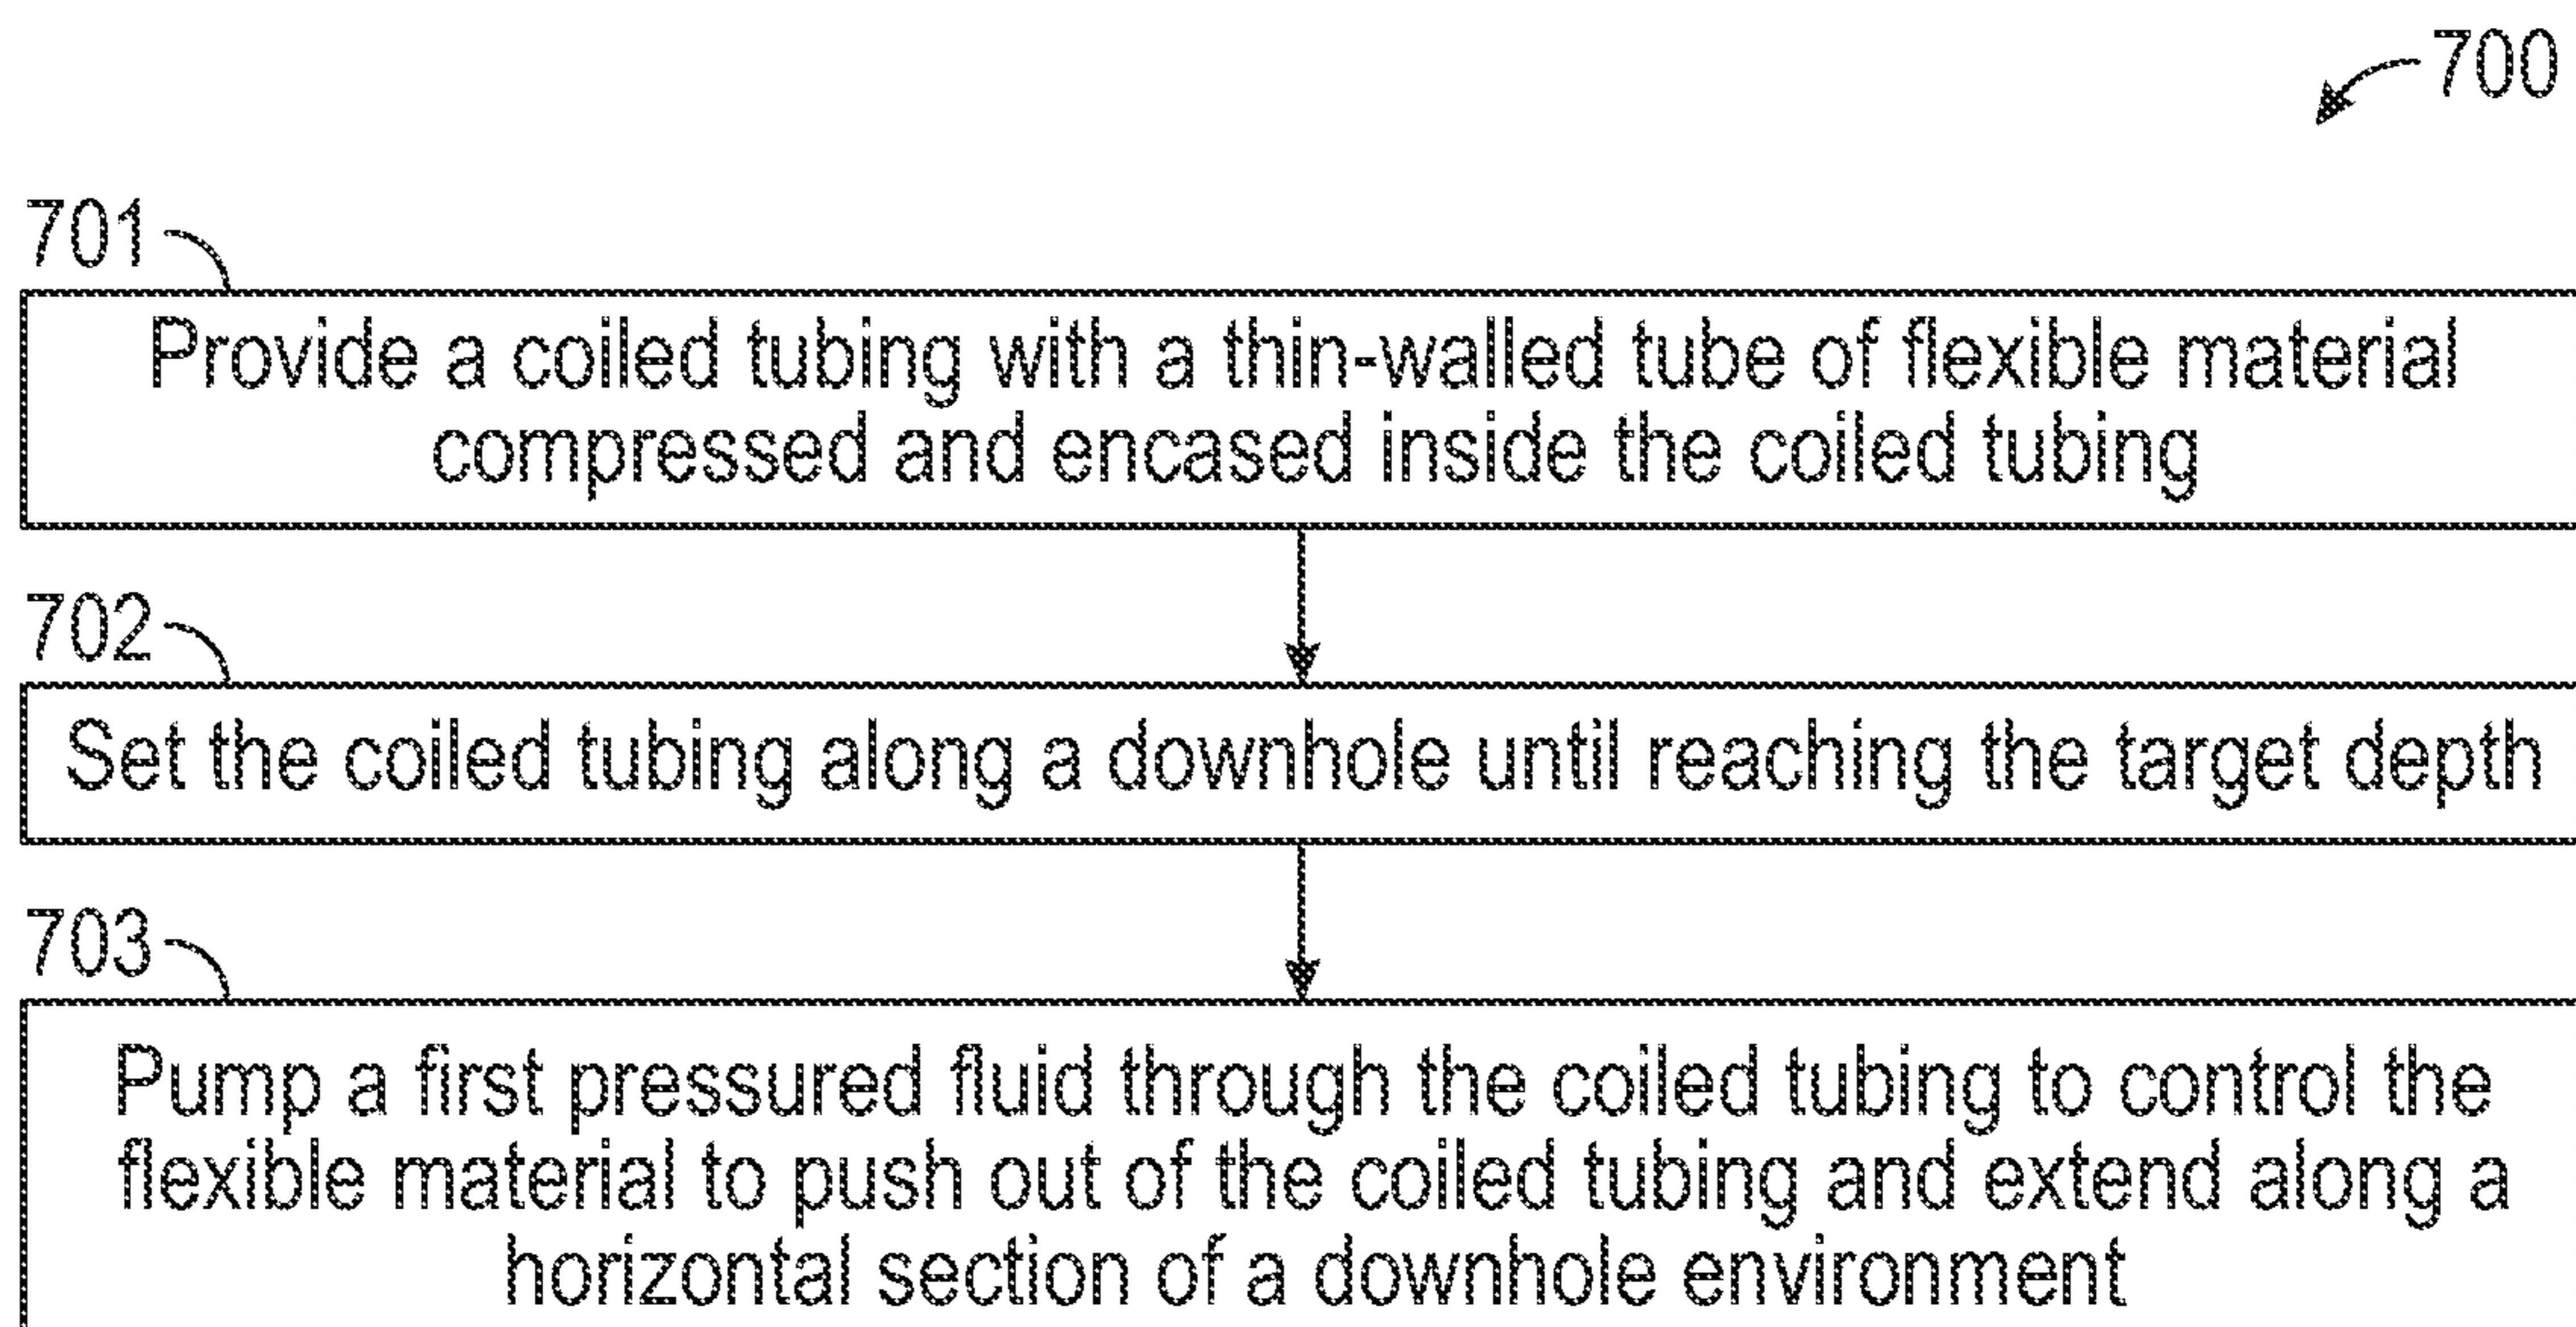 700
701
Provide a coiled tubing with a thin-walled tube of flexible material
compressed and encased inside the coiled tubing
702
Set the coiled tubing along a downhole until reaching the target depth
703
Pump a first pressured fluid through the coiled tubing to control the
flexible material to push out of the coiled tubing and extend along a
horizontal section of a downhole environment